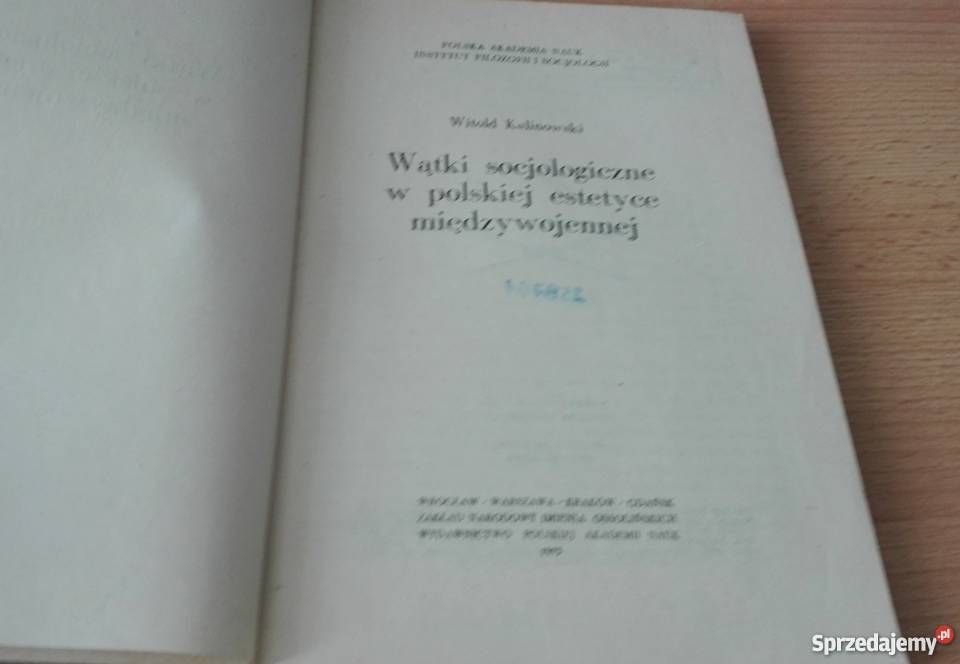 POLSKA AKADEMIA NAUK
INSTYTUT FILOZOFII I SOCJOLOGII
Witold Kalinowski
Wątki socjologiczne
w polskiej estetyce
międzywojennej
WROCŁAW · WARSZAWA · KRAKÓW · GDAŃSK
ZAKŁAD NARODOWY IMIENIA OSSOLIŃSKICH
WYDAWNICTWO POLSKIEJ AKADEMII NAUK
Sprzedajemy.pl